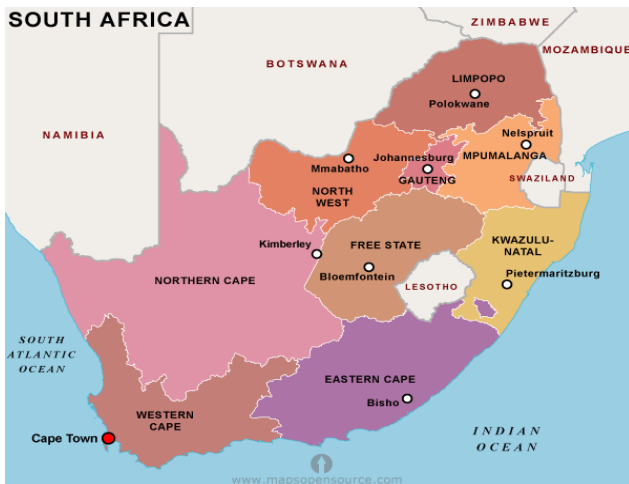 SOUTH AFRICA
ZIMBABWE
BOTSWANA
MOZAMBIQUE
NAMIBIA
LIMPOPO
Polokwane
Nelspruit
MPUMALANGA
Johannesburg
GAUTENG
Mmabatho
NORTH
WEST
SWAZILAND
Kimberley
FREE STATE
Bloemfontein
KWAZULU-
NATAL
Pietermaritzburg
LESOTHO
NORTHERN CAPE
SOUTH
ATLANTIC
OCEAN
EASTERN CAPE
Bisho
WESTERN
CAPE
Cape Town
INDIAN
OCEAN
www.mapsopensource.com